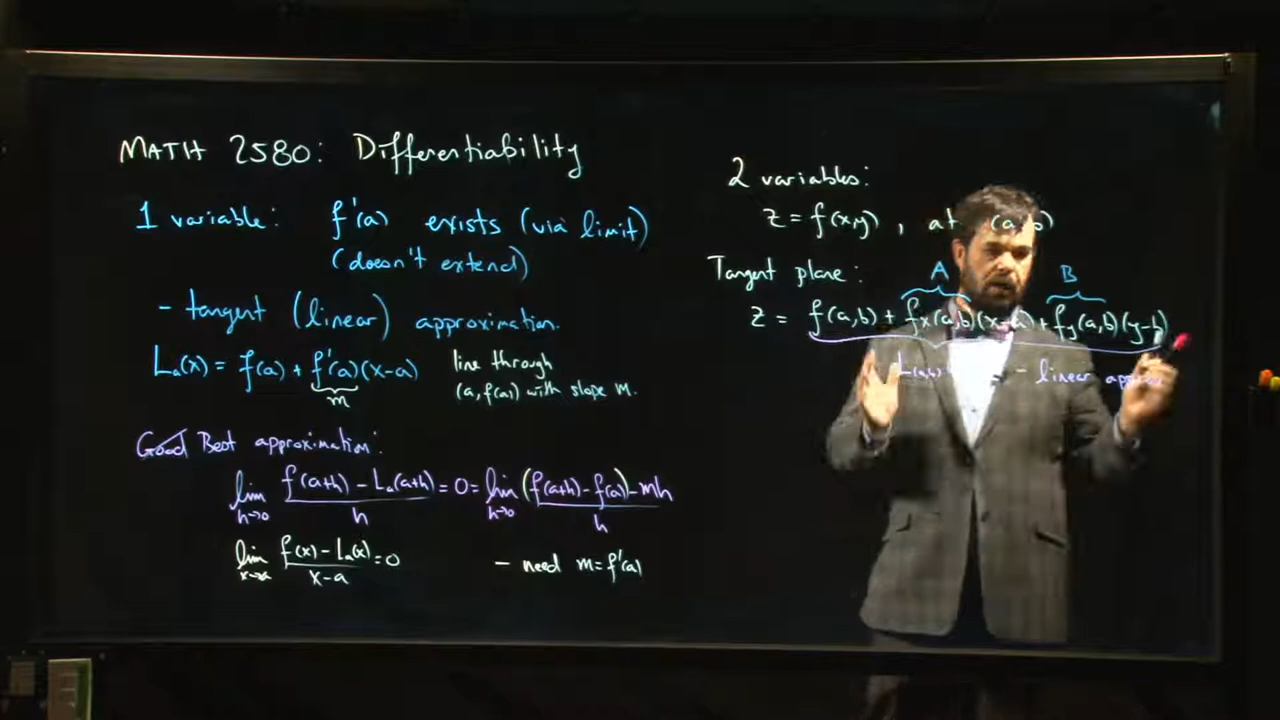 MATH 2580: Differentiability
1 variable: f'(a) exists (via limit)
(doesn't extend)
- tangent (linear) approximation.
Lₐ(x) = f(a) + f'(a)(x-a)
m
line through
(a, f(a)) with slope m.
Good Best approximation:
lim h→0 (f(a+h) - Lₐ(a+h))/h = 0 = lim h→0 ((f(a+h) - f(a)) - mh)/h
lim x→a (f(x) - Lₐ(x))/(x-a) = 0
- need m = f'(a)
2 variables:
z = f(x,y), at (a,b)
Tangent plane:
A B
z = f(a,b) + fx(a,b)(x-a) + fy(a,b)(y-b)
L(a,b) - linear